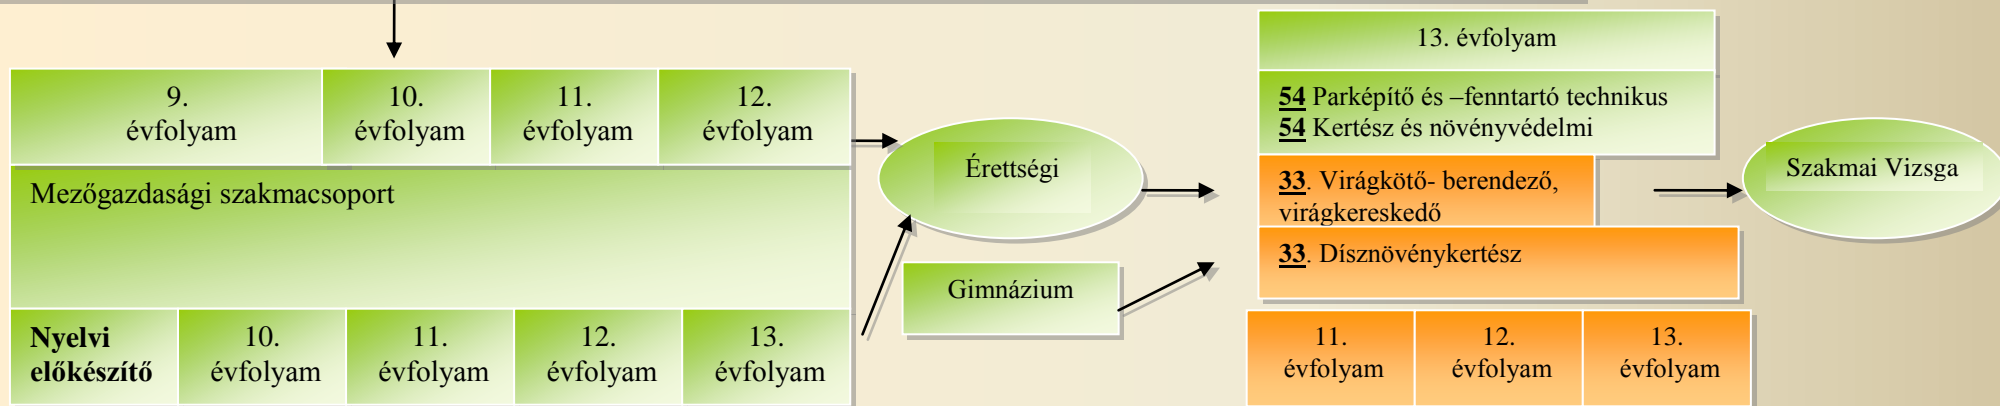 9.
évfolyam
10.
évfolyam
11.
évfolyam
12.
évfolyam
Mezőgazdasági szakmacsoport
Nyelvi
előkészítő
10.
évfolyam
11.
évfolyam
12.
évfolyam
13.
évfolyam
Érettségi
Gimnázium
13. évfolyam
54 Parképítő és –fenntartó technikus
54 Kertész és növényvédelmi
33. Virágkötő- berendező,
virágkereskedő
33. Dísznövénykertész
11.
évfolyam
12.
évfolyam
13.
évfolyam
Szakmai Vizsga